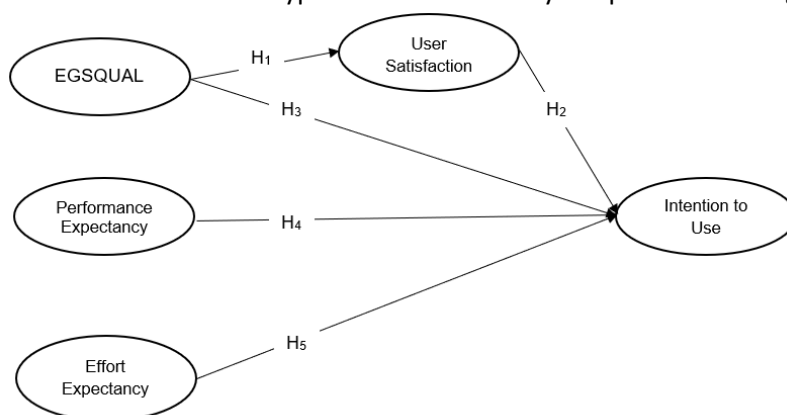 H1
User
Satisfaction
EGSQUAL
H3
H2
Performance
Expectancy
H4
Intention to
Use
H5
Effort
Expectancy